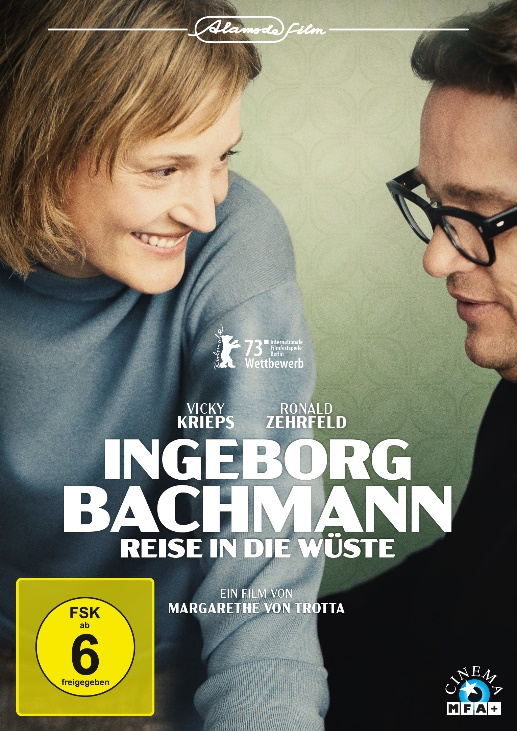 Alamode Film
Berlinale
73 Internationale
Filmfestspiele
Berlin
Wettbewerb
VICKY RONALD
KRIEPS ZEHRFELD
INGEBORG
BACHMANN
REISE IN DIE WÜSTE
EIN FILM VON
MARGARETHE VON TROTTA
FSK
ab
6
freigegeben
CINEMA
MFA+